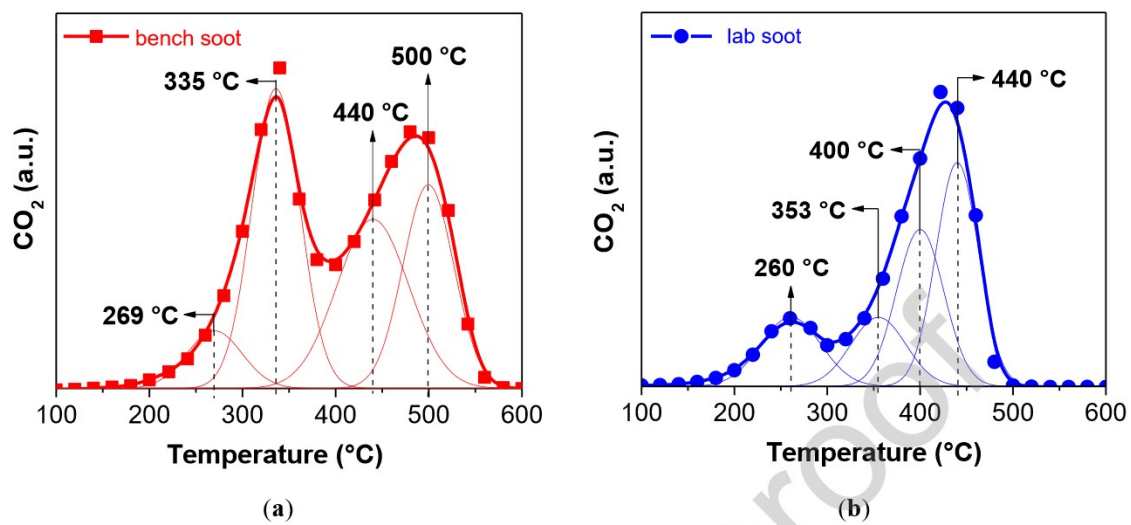 bench soot
335 °C
500 °C
440 °C
269 °C
CO2 (a.u.)
100 200 300 400 500 600
Temperature (°C)
(a)
lab soot
440 °C
400 °C
353 °C
260 °C
CO2 (a.u.)
100 200 300 400 500 600
Temperature (°C)
(b)
roof